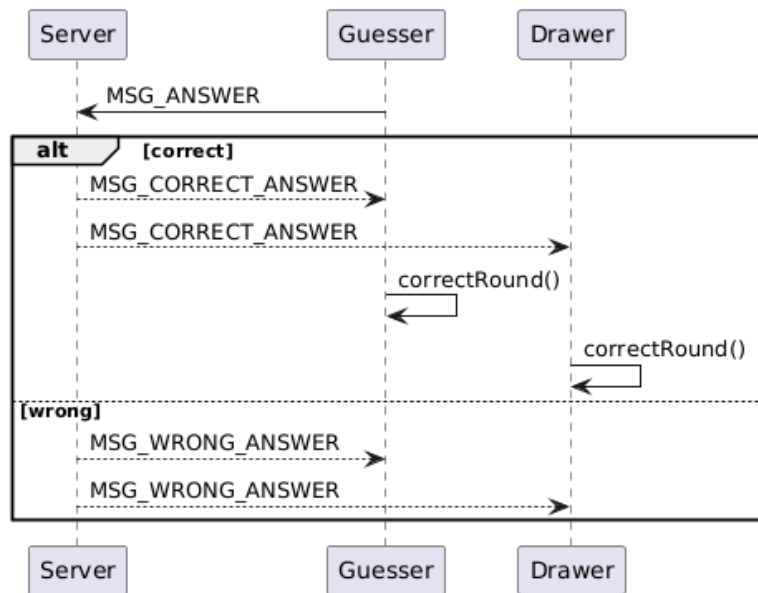 Server Guesser Drawer
MSG_ANSWER
alt [correct]
MSG_CORRECT_ANSWER
MSG_CORRECT_ANSWER
correctRound()
correctRound()
[wrong]
MSG_WRONG_ANSWER
MSG_WRONG_ANSWER
Server Guesser Drawer